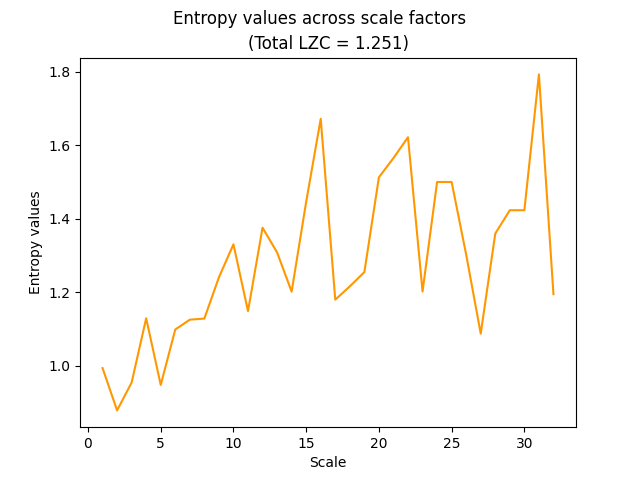 Entropy values across scale factors
(Total LZC = 1.251)
1.8
1.6
1.4
1.2
1.0
Entropy values
0 5 10 15 20 25 30
Scale